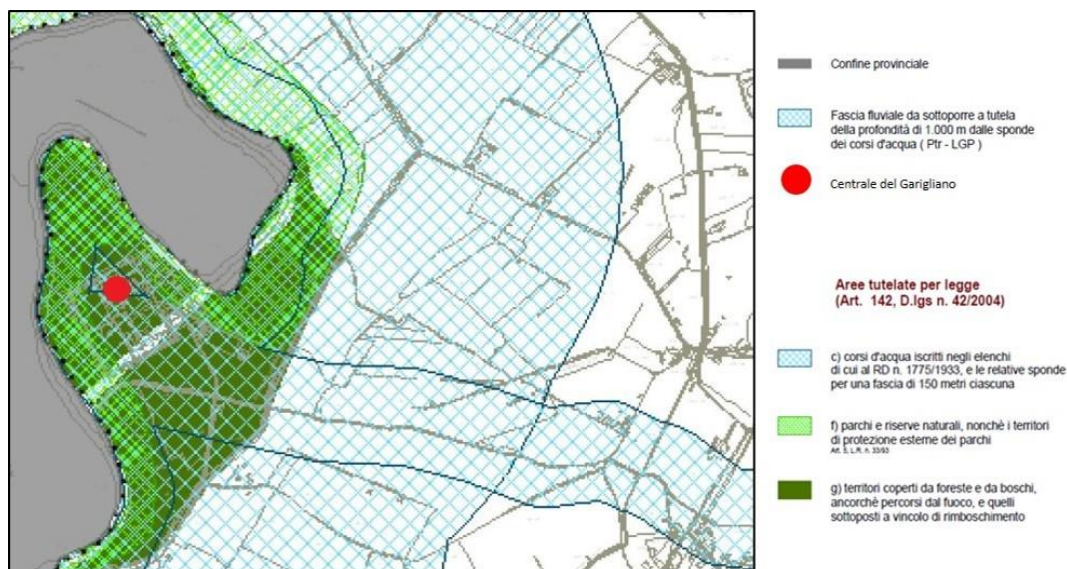 Confine provinciale
Fascia fluviale da sottoporre a tutela
della profondità di 1.000 m dalle sponde
dei corsi d'acqua ( Ptr - LGP )
Centrale del Garigliano
Aree tutelate per legge
(Art. 142, D.lgs n. 42/2004)
c) corsi d'acqua iscritti negli elenchi
di cui al RD n. 1775/1933, e le relative sponde
per una fascia di 150 metri ciascuna
f) parchi e riserve naturali, nonchè i territori
di protezione esterne dei parchi
Art. 5, L.R. n. 33/93
g) territori coperti da foreste e da boschi,
ancorchè percorsi dal fuoco, e quelli
sottoposti a vincolo di rimboschimento